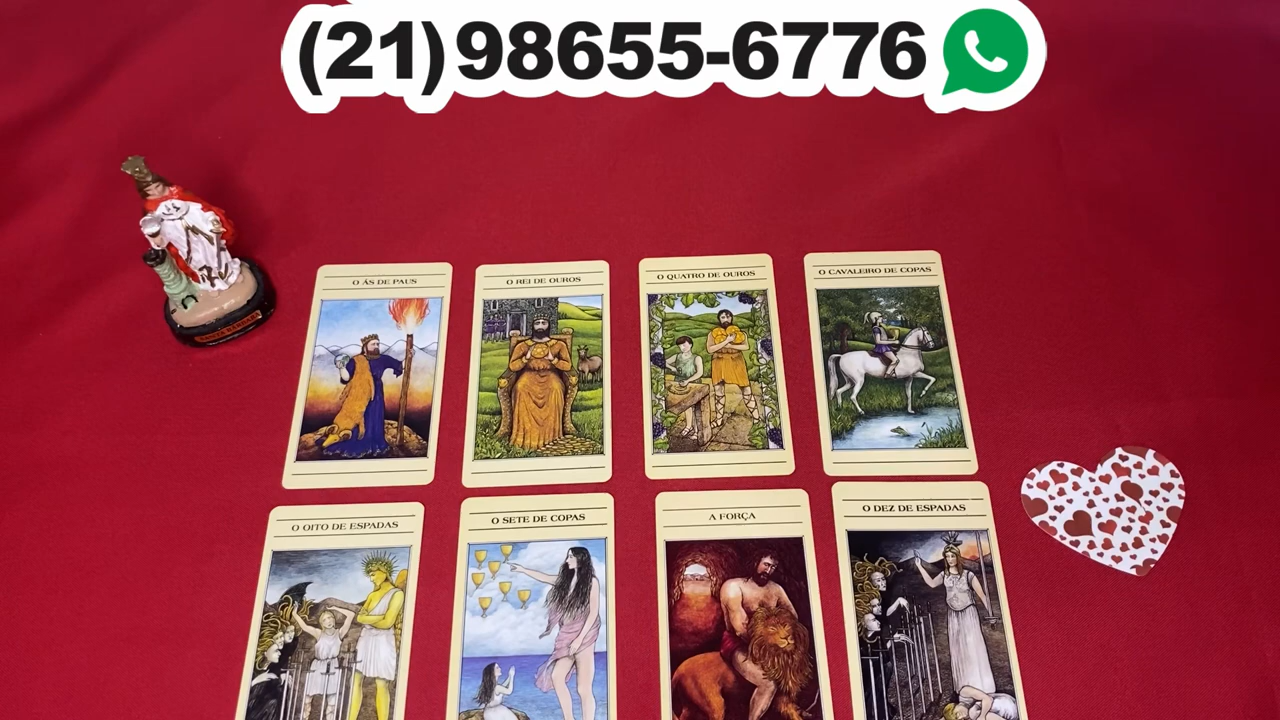 (21)98655-6776
O ÁS DE PAUS
O REI DE OUROS
O QUATRO DE OUROS
O CAVALEIRO DE COPAS
O OITO DE ESPADAS
O SETE DE COPAS
A FORÇA
O DEZ DE ESPADAS